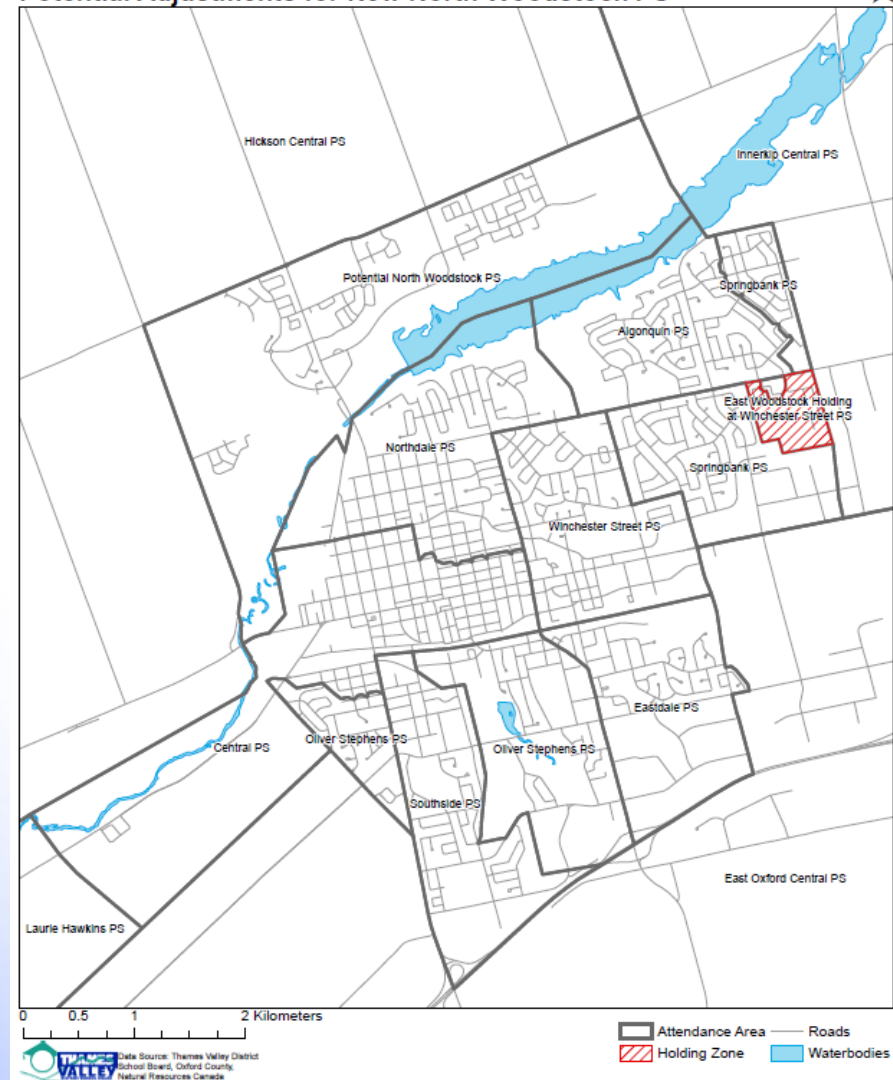 Hickson Central PS
Innerkip Central PS
Potential North Woodstock PS
Springbank PS
Algonquin PS
East Woodstock Holding
at Winchester Street PS
Northdale PS
Springbank PS
Winchester Street PS
Eastdale PS
Central PS
Oliver Stephens PS
Oliver Stephens PS
Southside PS
East Oxford Central PS
Laurie Hawkins PS
0 0.5 1 2 Kilometers
Attendance Area Roads
Holding Zone Waterbodies
VALLEY
Data Source: Thames Valley District
School Board, Oxford County,
Natural Resources Canada